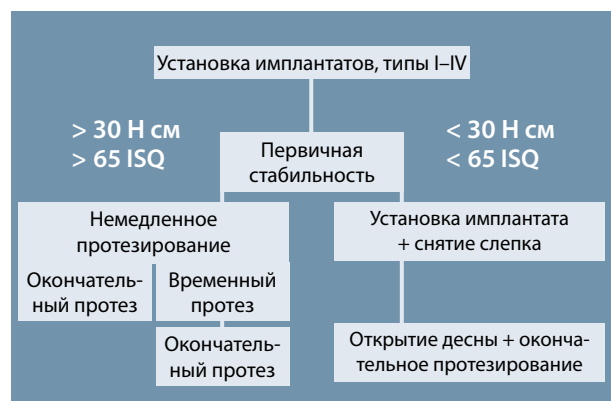 Установка имплантатов, типы I–IV
> 30 Н см
> 65 ISQ
< 30 Н см
< 65 ISQ
Первичная
стабильность
Немедленное
протезирование
Окончатель-
ный протез
Временный
протез
Окончатель-
ный протез
Установка имплантата
+ снятие слепка
Открытие десны + оконча-
тельное протезирование